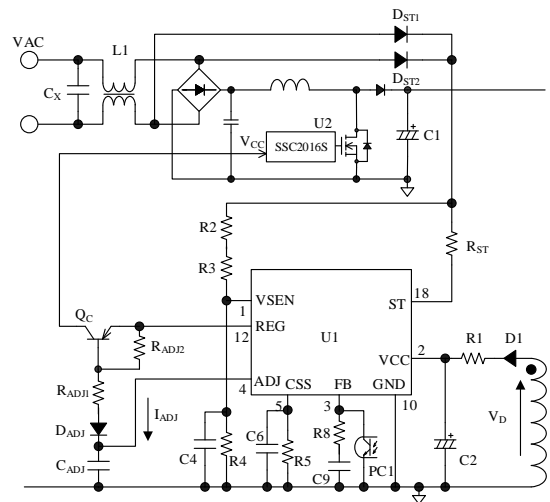 DST1
VAC
L1
CX
DST2
U2
VCC
SSC2016S
C1
R2
R3
RST
VSEN
1
ST
18
QC
REG
12
U1
RADJ2
VCC
2
R1
D1
ADJ
4
CSS
FB
GND
RADJ1
5
3
10
IADJ
DADJ
C6
R8
VD
CADJ
C4
R4
R5
C9
PC1
C2